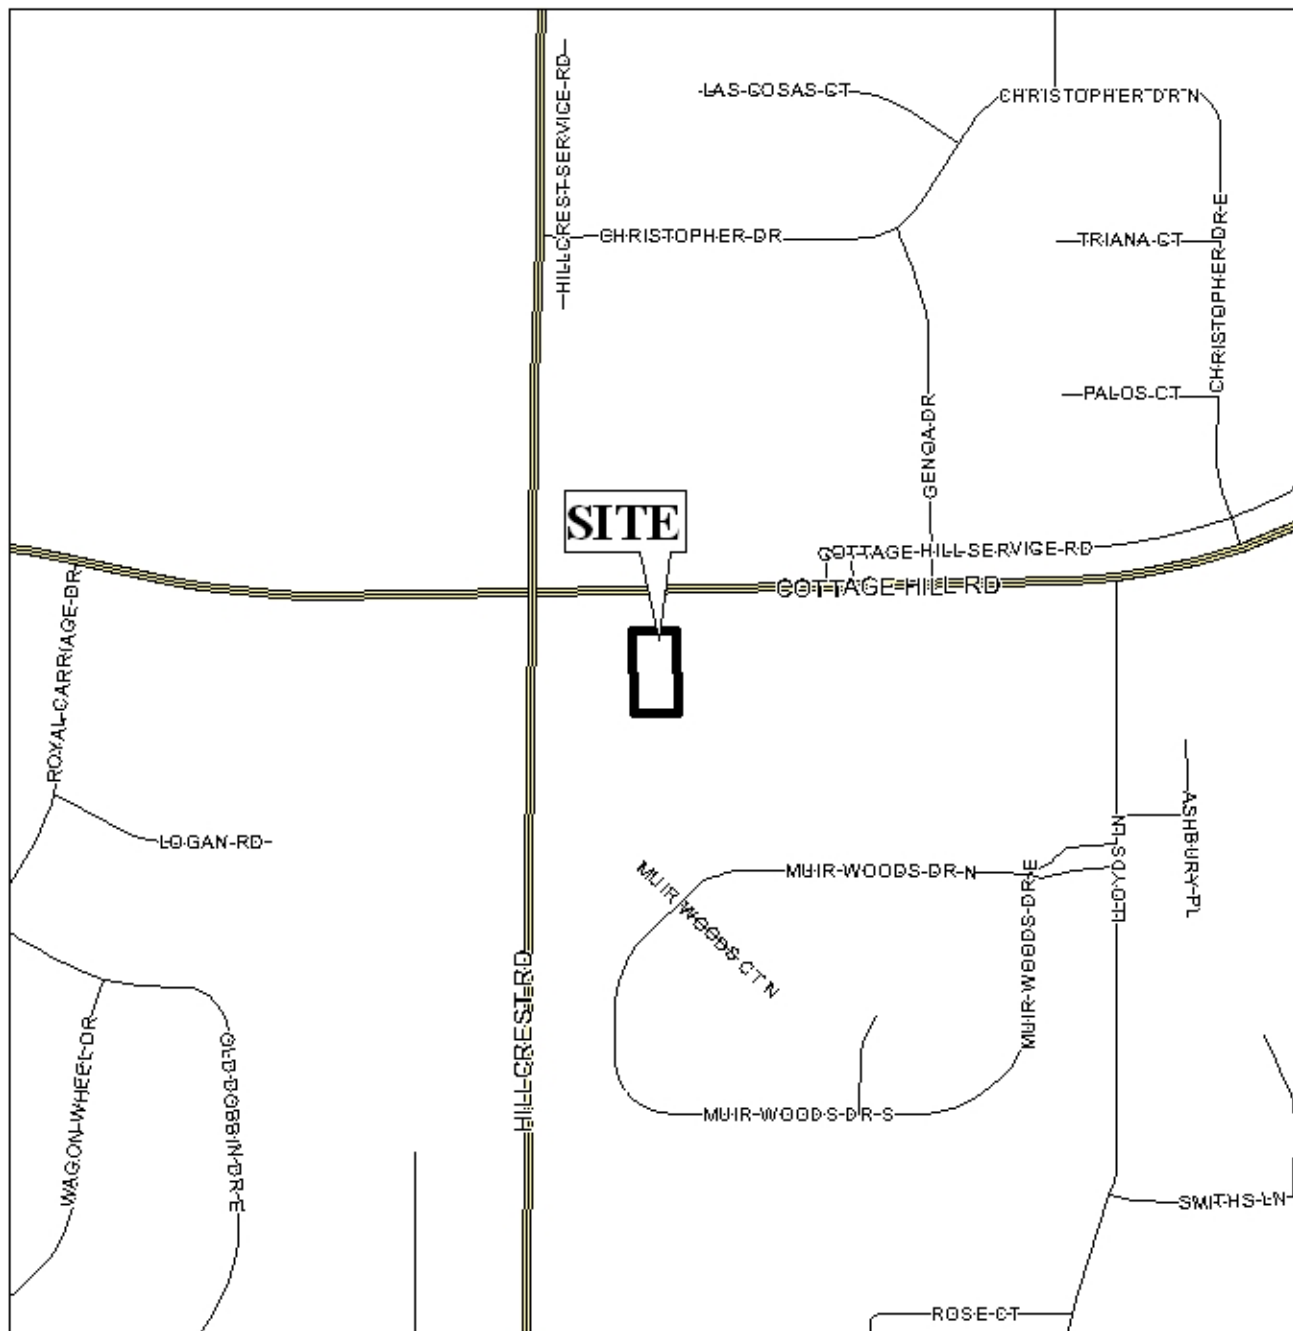 HILLCREST SERVICE RD
LAS COSAS CT
CHRISTOPHER DR N
CHRISTOPHER DR
TRIANA CT
CHRISTOPHER DR E
PALOS CT
GENOA DR
SITE
COTTAGE HILL SERVICE RD
COTTAGE HILL RD
ROYAL CARRIAGE DR
LOGAN RD
MUIR WOODS DR N
MUIR WOODS CT N
MUIR WOODS DR E
FLOYDS LN
ASHBURY PL
HILLCREST RD
WAGON WHEEL DR
OLD DOBBIN DR E
MUIR WOODS DR S
SMITHS LN
ROSE CT